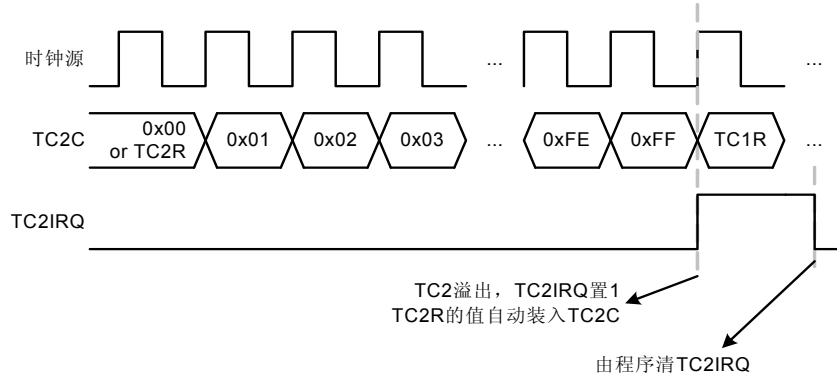 时钟源
...
...
TC2C
0x00
or TC2R
0x01
0x02
0x03
...
0xFE
0xFF
TC1R
...
TC2IRQ
TC2溢出，TC2IRQ置1
TC2R的值自动装入TC2C
由程序清TC2IRQ